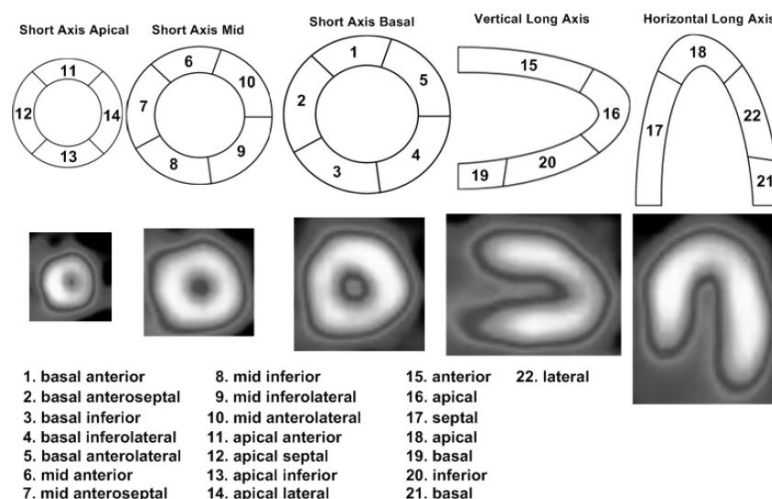 Short Axis Apical Short Axis Mid Short Axis Basal Vertical Long Axis Horizontal Long Axis
11
12
14
13
6
7
10
8
9
1
2
5
3
4
15
16
19
20
18
17
22
21
1. basal anterior
2. basal anteroseptal
3. basal inferior
4. basal inferolateral
5. basal anterolateral
6. mid anterior
7. mid anteroseptal
8. mid inferior
9. mid inferolateral
10. mid anterolateral
11. apical anterior
12. apical septal
13. apical inferior
14. apical lateral
15. anterior
16. apical
17. septal
18. apical
19. basal
20. inferior
21. basal
22. lateral